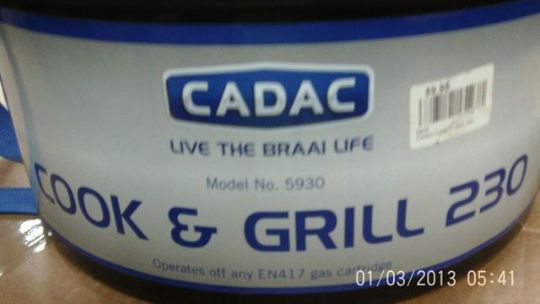 CADAC
LIVE THE BRAAI LIFE
Model No. 5930
COOK & GRILL 230
Operates off any EN417 gas cartridge
01/03/2013 05:41